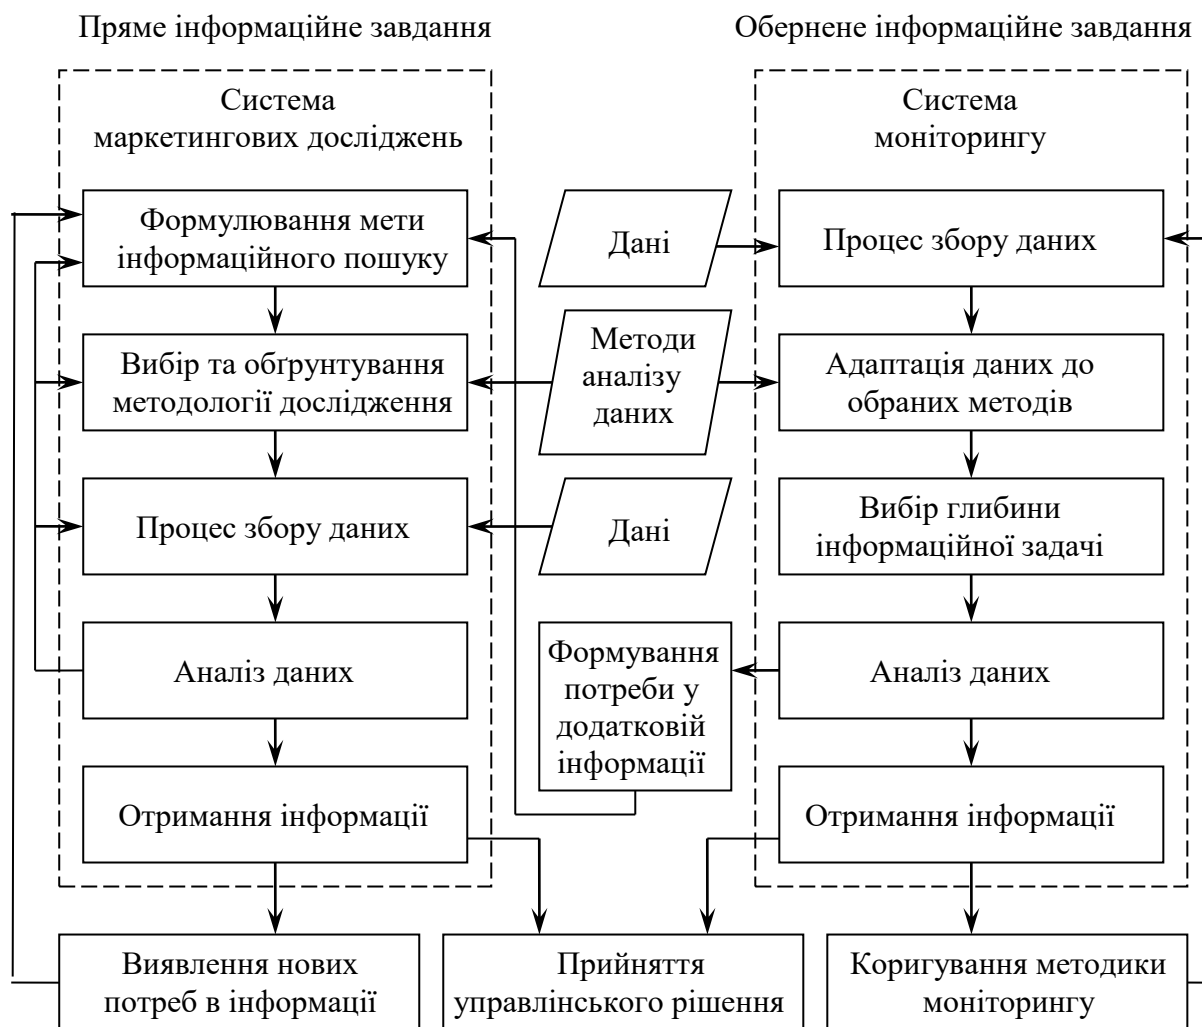 Пряме інформаційне завдання
Обернене інформаційне завдання
Система
маркетингових досліджень
Формулювання мети
інформаційного пошуку
Вибір та обґрунтування
методології дослідження
Процес збору даних
Аналіз даних
Отримання інформації
Виявлення нових
потреб в інформації
Дані
Методи
аналізу
даних
Дані
Формування
потреби у
додатковій
інформації
Прийняття
управлінського рішення
Система
моніторингу
Процес збору даних
Адаптація даних до
обраних методів
Вибір глибини
інформаційної задачі
Аналіз даних
Отримання інформації
Коригування методики
моніторингу